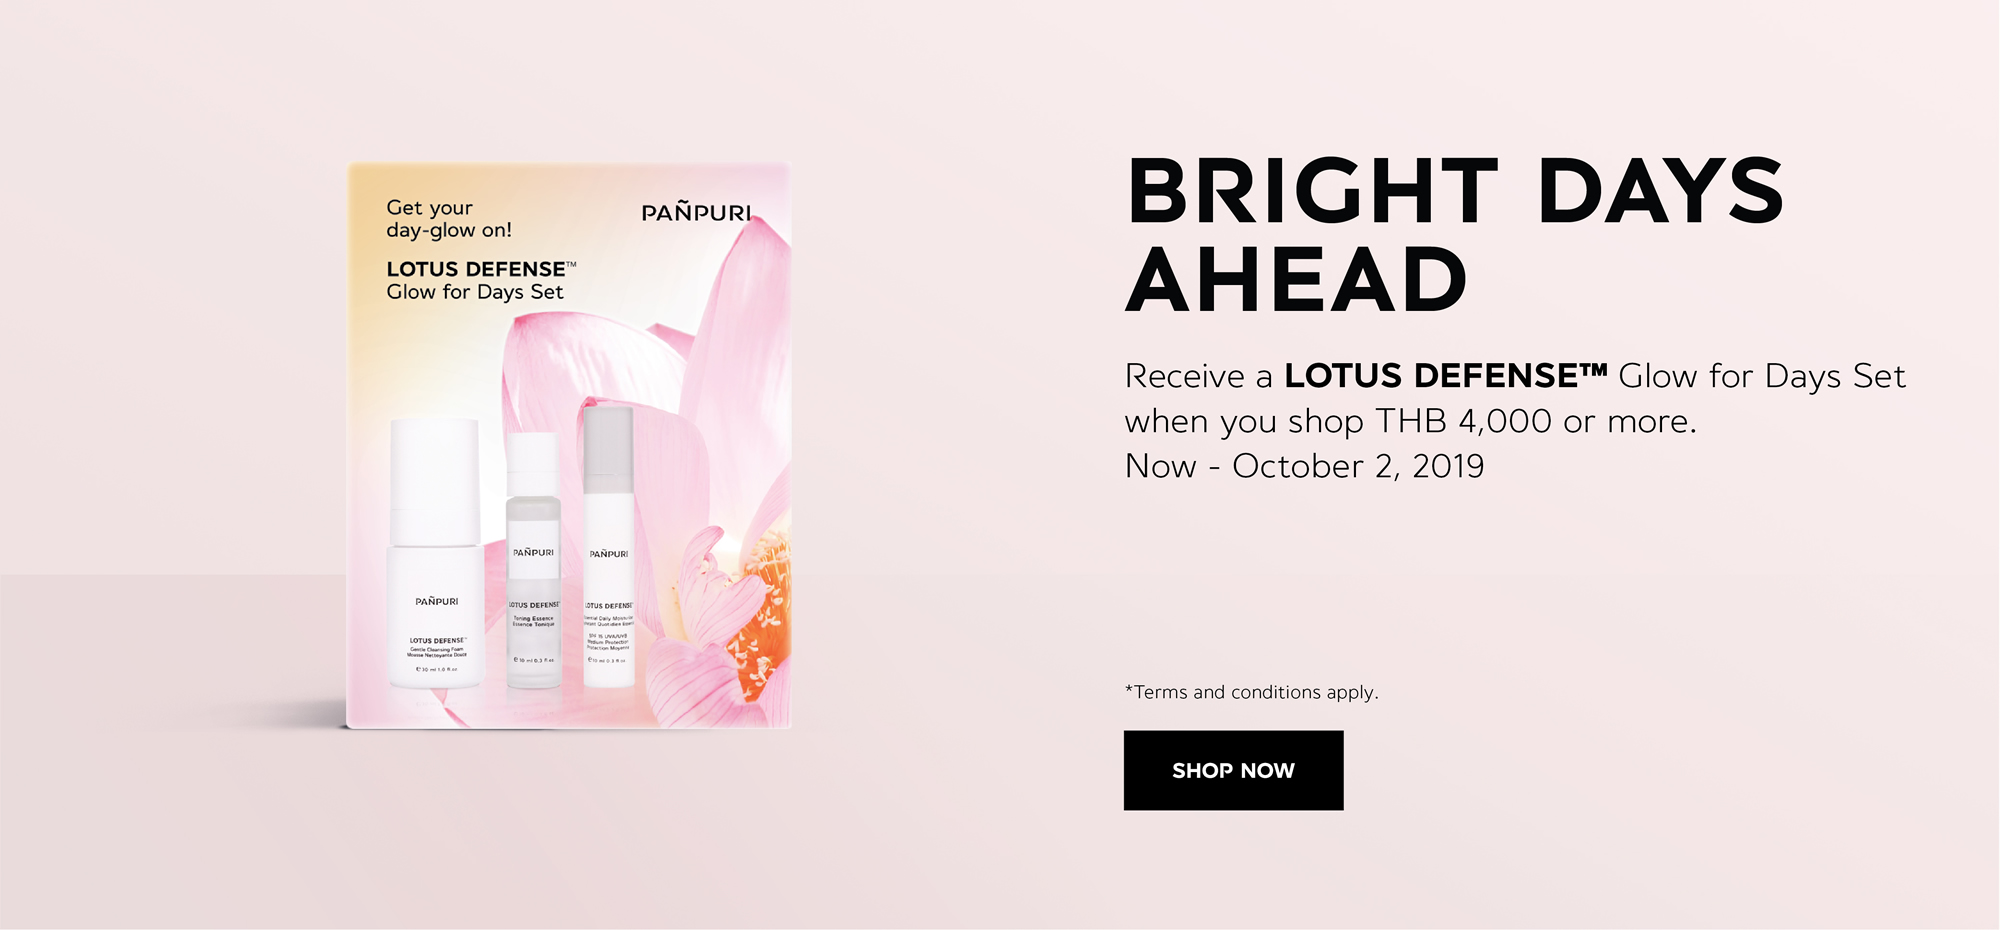 Get your
day-glow on!
PAÑPURI
LOTUS DEFENSE™
Glow for Days Set
PAÑPURI
LOTUS DEFENSE™
Gentle Cleansing Foam
Mousse Nettoyante Douce
℮ 30 ml 1.0 fl oz
PAÑPURI
LOTUS DEFENSE
Toning Essence
Essence Tonique
℮ 10 ml 0.3 fl oz
PAÑPURI
LOTUS DEFENSE™
Daily
Quotidien
SPF 15 UVA/UVB
Medium Protection
Protection Moyenne
℮ 10 ml 0.3 fl oz
BRIGHT DAYS
AHEAD
Receive a LOTUS DEFENSE™ Glow for Days Set
when you shop THB 4,000 or more.
Now - October 2, 2019
*Terms and conditions apply.
SHOP NOW